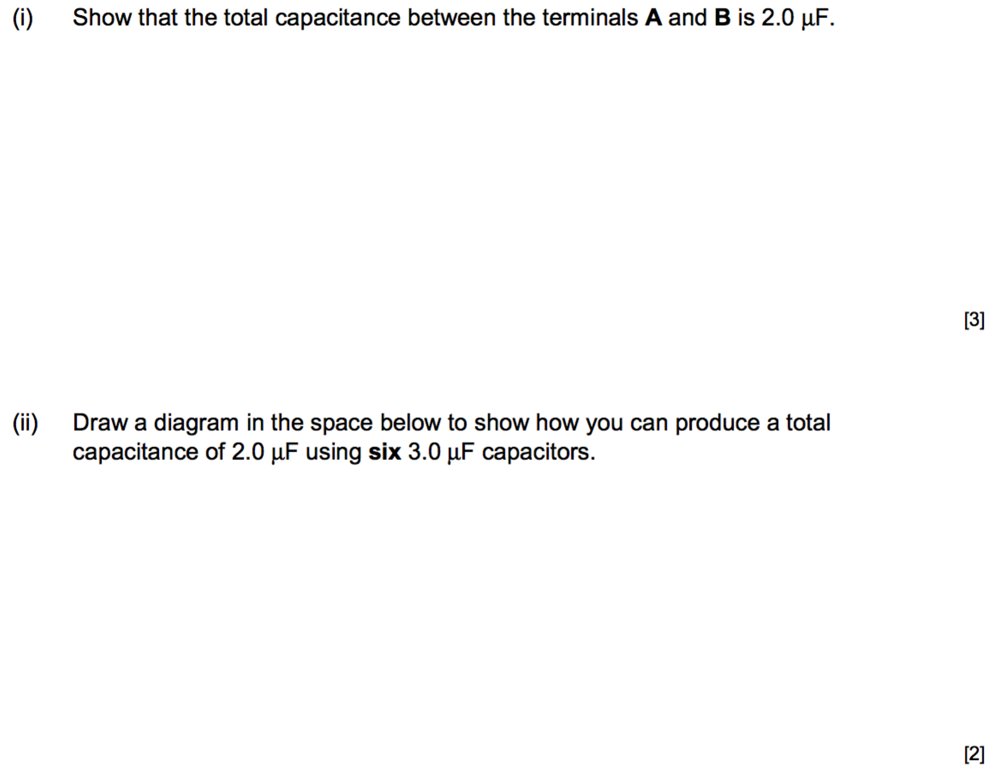 (i) Show that the total capacitance between the terminals A and B is 2.0 μF.
[3]
(ii) Draw a diagram in the space below to show how you can produce a total
capacitance of 2.0 μF using six 3.0 μF capacitors.
[2]